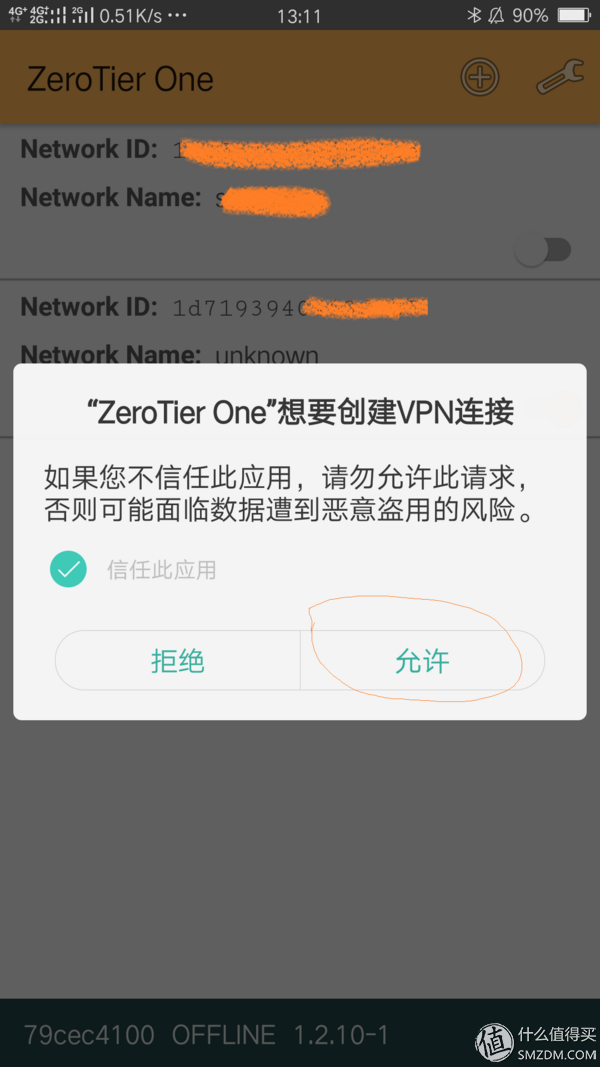 4G+ 4G+ 2G 2G 0.51K/s ••• 13:11 90%
ZeroTier One
Network ID: 1
Network Name: s
Network ID: 1d7193940
Network Name: unknown
“ZeroTier One”想要创建VPN连接
如果您不信任此应用，请勿允许此请求，
否则可能面临数据遭到恶意盗用的风险。
信任此应用
拒绝 允许
79cec4100 OFFLINE 1.2.10-1
值 什么值得买
SMZDM.COM